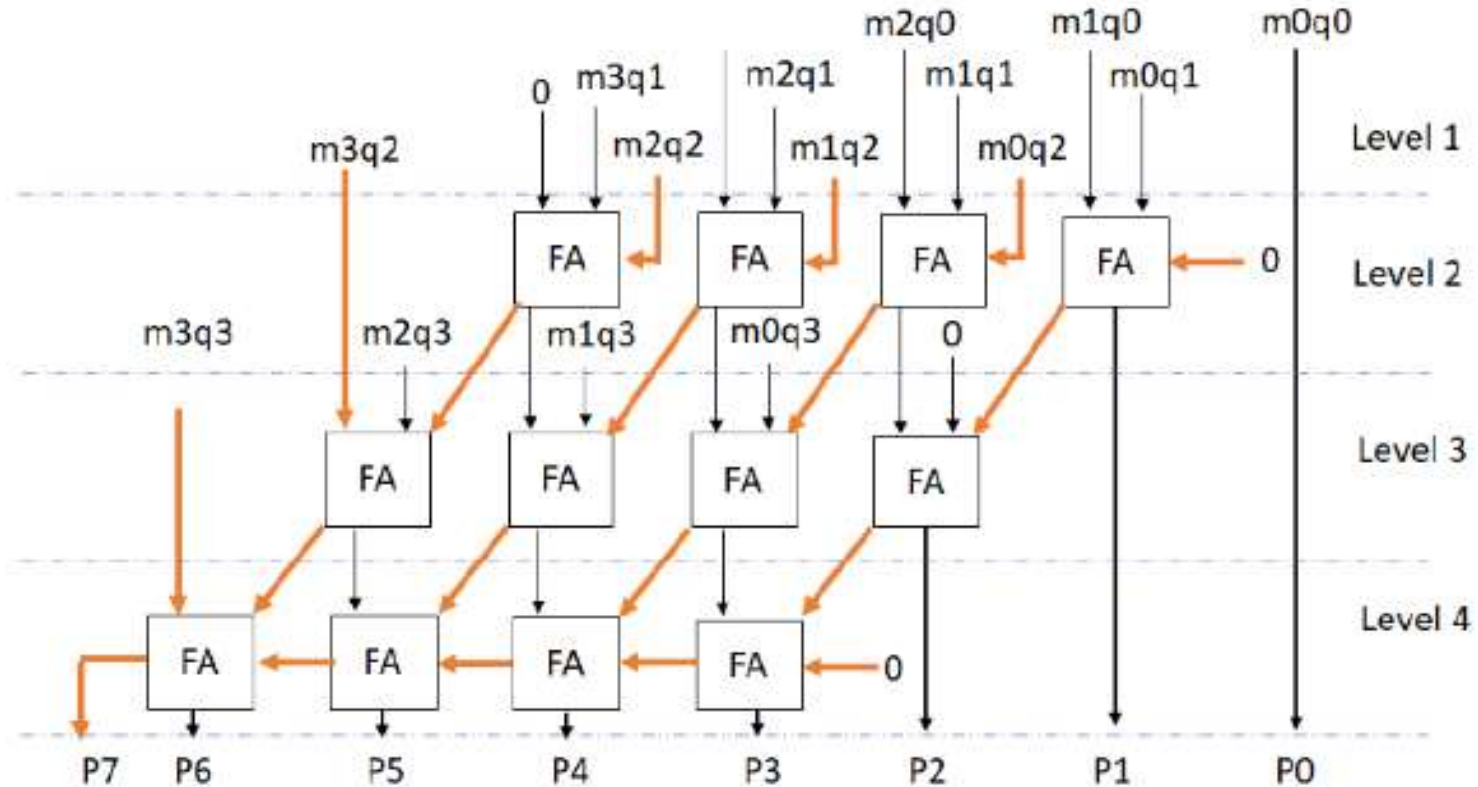 m2q0 m1q0 m0q0
0 m3q1 m2q1 m1q1 m0q1
m3q2 m2q2 m1q2 m0q2 Level 1
FA FA FA FA 0 Level 2
m3q3 m2q3 m1q3 m0q3 0
FA FA FA FA Level 3
FA FA FA FA 0 Level 4
P7 P6 P5 P4 P3 P2 P1 P0